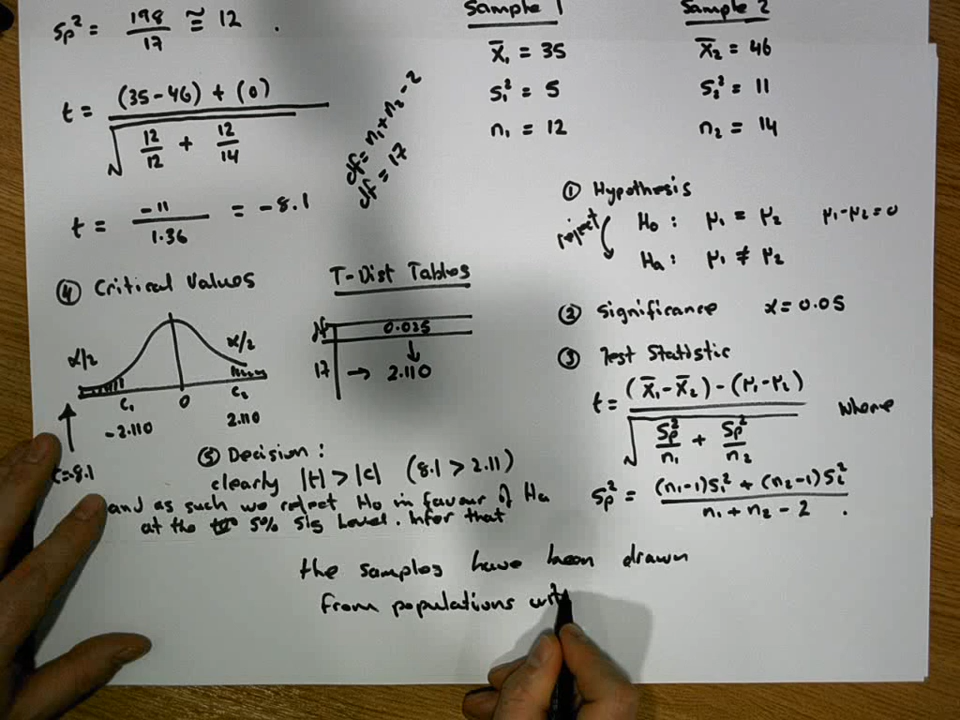 Sample 1
x̄₁ = 35
s₁² = 5
n₁ = 12
Sample 2
x̄₂ = 46
s₂² = 11
n₂ = 14
① Hypothesis
reject
H₀ : μ₁ = μ₂ μ₁-μ₂ = 0
Hₐ : μ₁ ≠ μ₂
② Significance α = 0.05
③ Test Statistic
t = (x̄₁ - x̄₂) - (μ₁ - μ₂) / √(Sp²/n₁ + Sp²/n₂) where
Sp² = (n₁-1)s₁² + (n₂-1)s₂² / n₁ + n₂ - 2 .
Sp² = 198/17 ≅ 12 .
t = (35-46) + (0) / √(12/12 + 12/14)
df = n₁ + n₂ - 2
df = 17
t = -11 / 1.36 = -8.1
④ Critical Values
α/2 α/2
C₁ 0 C₂
-2.110 2.110
t=-8.1
T-Dist Tables
df 0.025
17 → 2.110
⑤ Decision :
clearly |t| > |c| (8.1 > 2.11)
and as such we reject H₀ in favour of Hₐ
at the 5% sig level. Infer that
the samples have been drawn
from populations wit